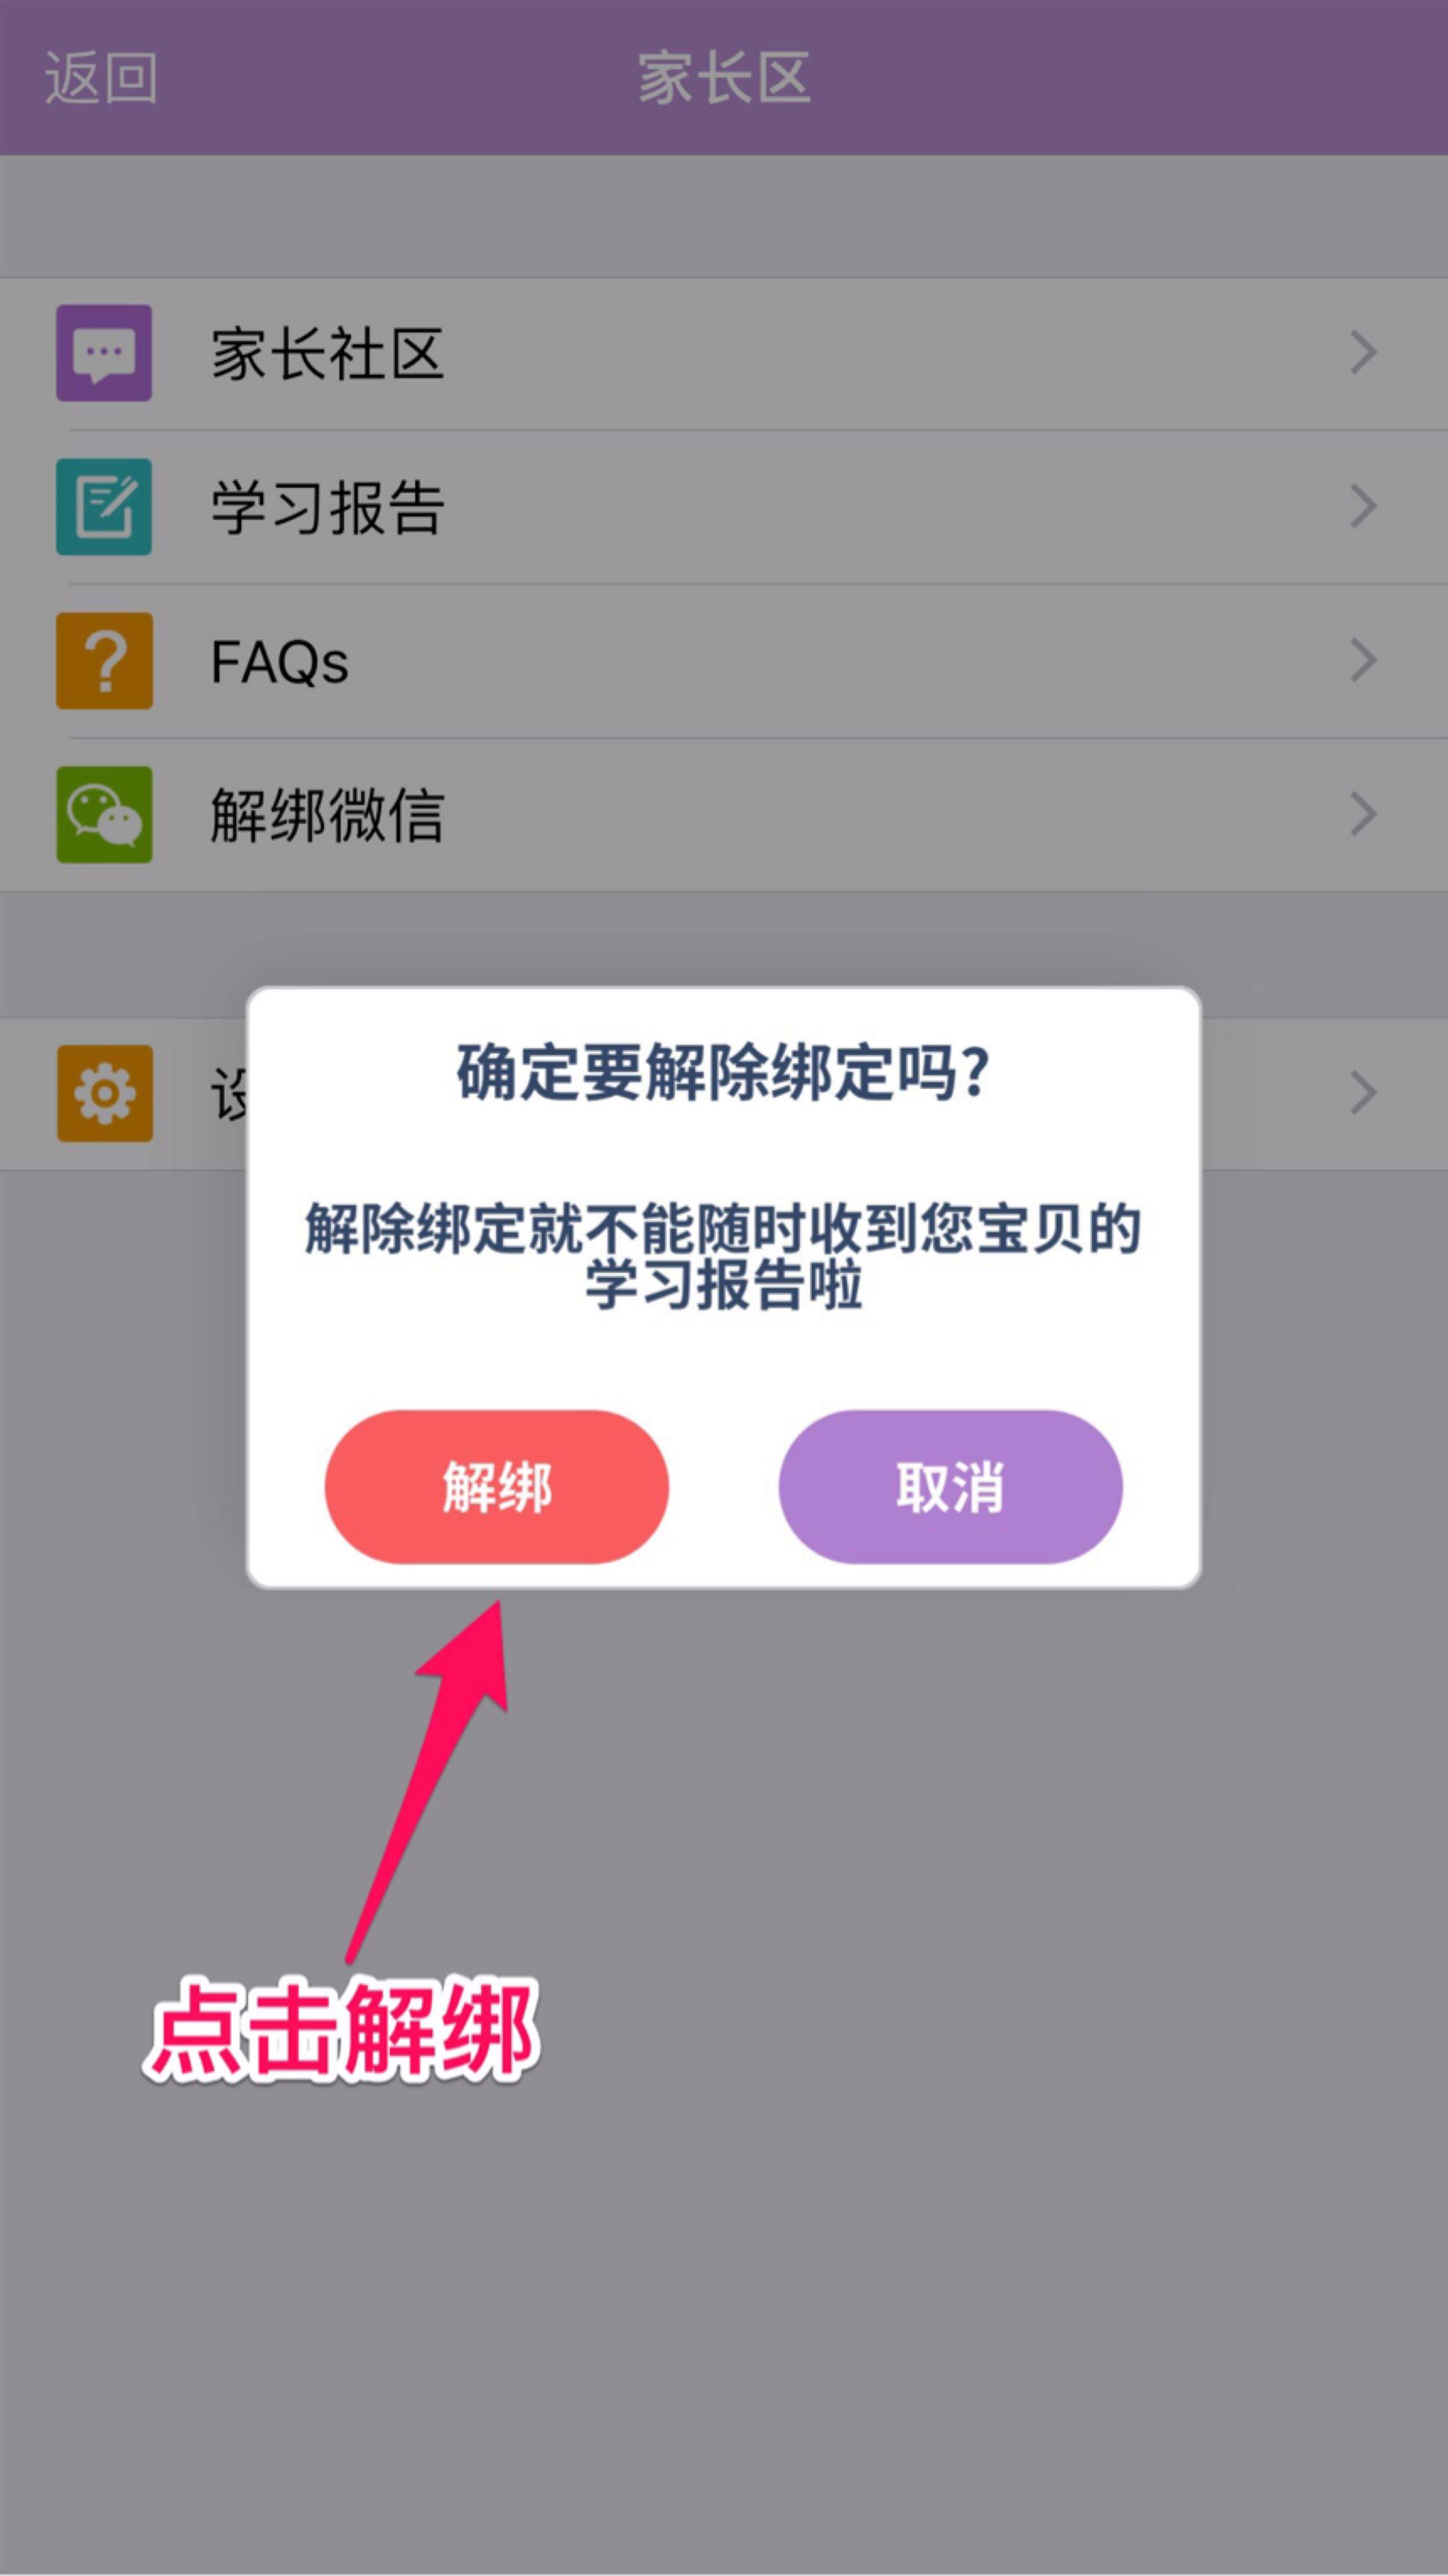 返回
家长区
家长社区
学习报告
FAQs
解绑微信
设
确定要解除绑定吗?
解除绑定就不能随时收到您宝贝的
学习报告啦
解绑
取消
点击解绑